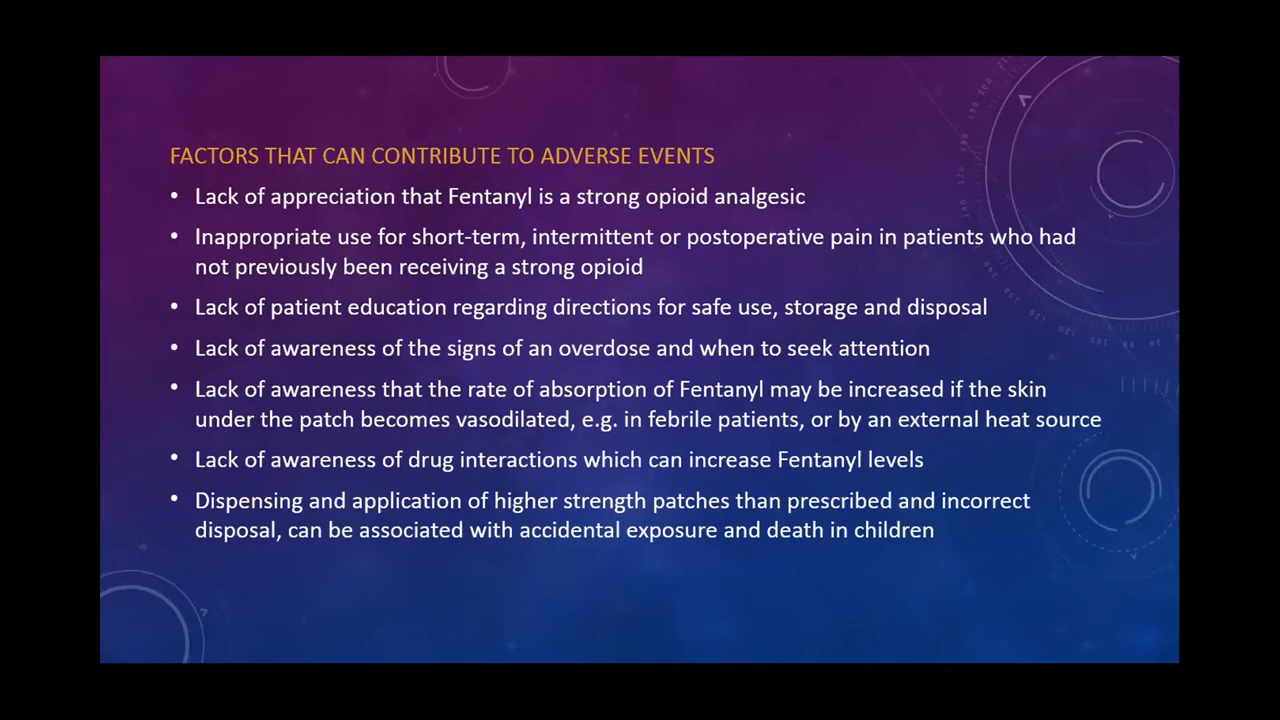 FACTORS THAT CAN CONTRIBUTE TO ADVERSE EVENTS
• Lack of appreciation that Fentanyl is a strong opioid analgesic
• Inappropriate use for short-term, intermittent or postoperative pain in patients who had
not previously been receiving a strong opioid
• Lack of patient education regarding directions for safe use, storage and disposal
• Lack of awareness of the signs of an overdose and when to seek attention
• Lack of awareness that the rate of absorption of Fentanyl may be increased if the skin
under the patch becomes vasodilated, e.g. in febrile patients, or by an external heat source
• Lack of awareness of drug interactions which can increase Fentanyl levels
• Dispensing and application of higher strength patches than prescribed and incorrect
disposal, can be associated with accidental exposure and death in children